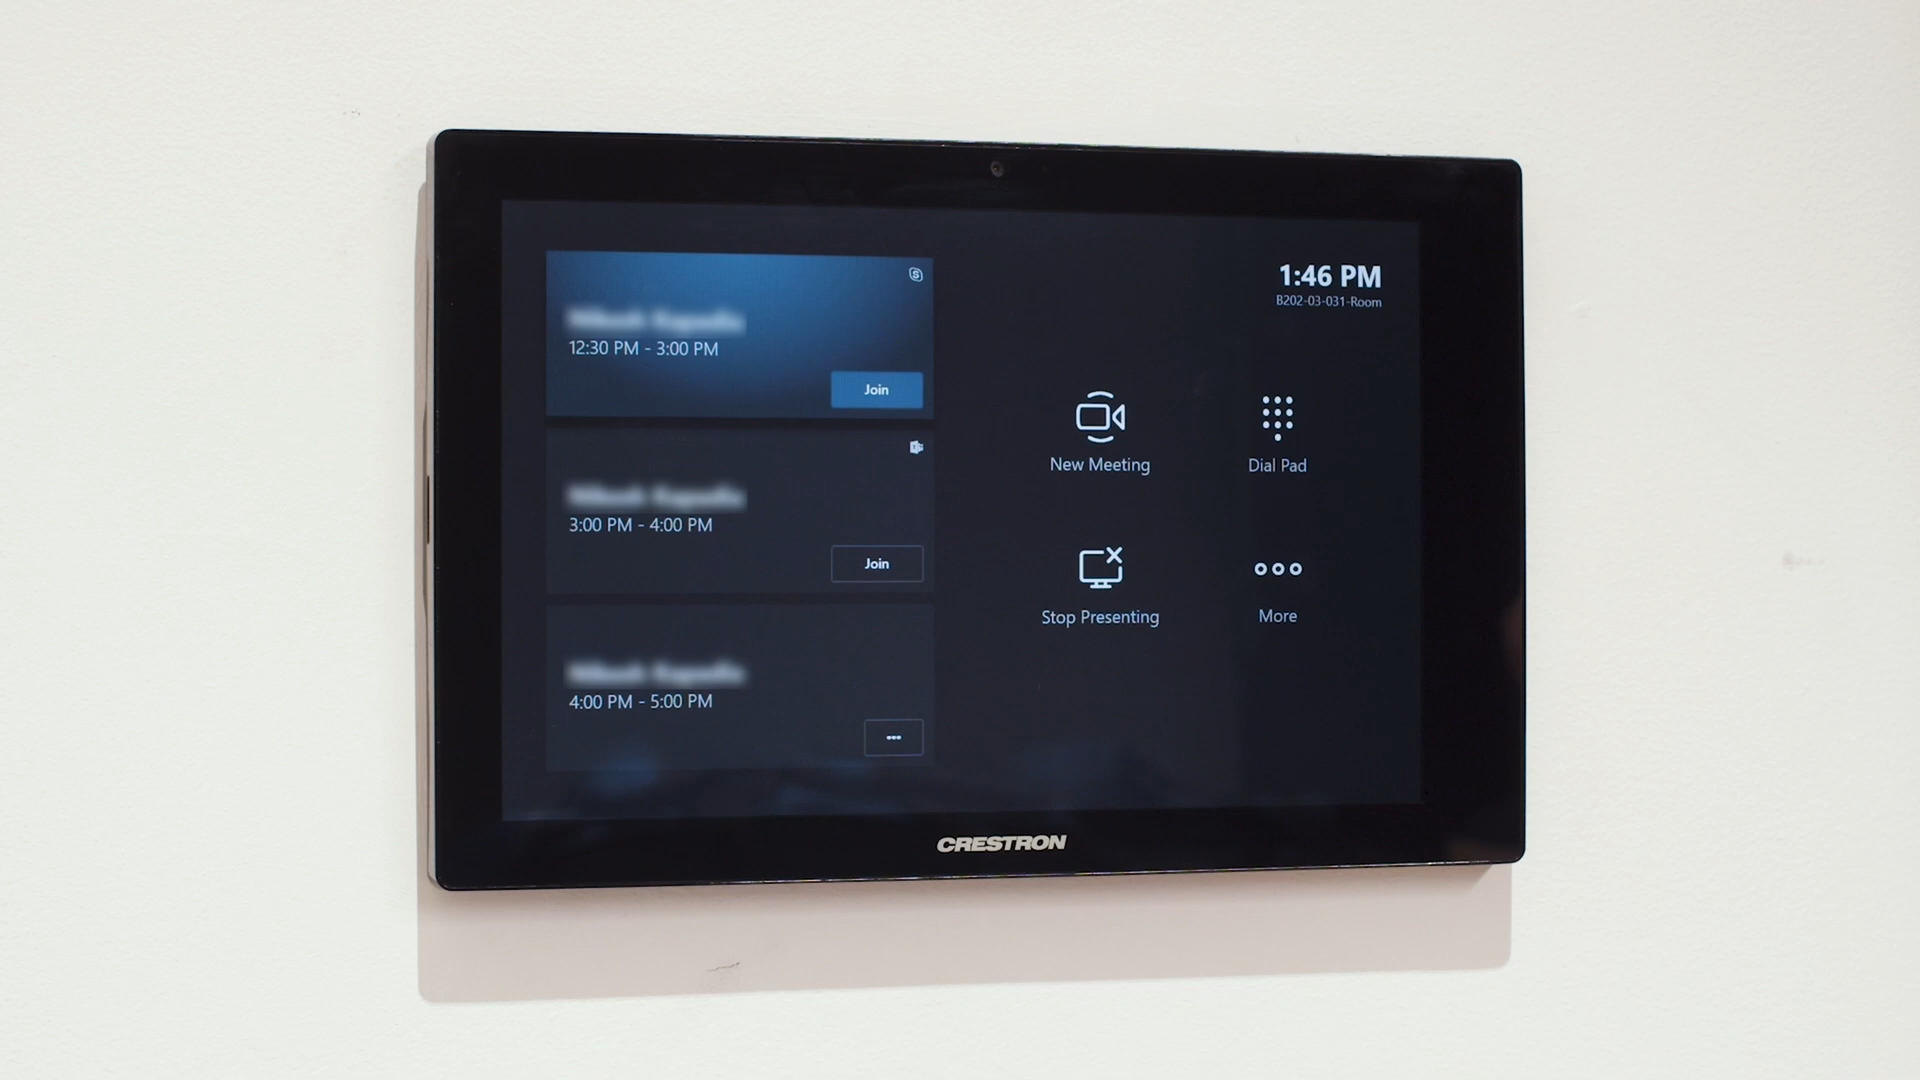 12:30 PM - 3:00 PM
Join
3:00 PM - 4:00 PM
Join
4:00 PM - 5:00 PM
1:46 PM
B202-03-031-Room
New Meeting
Dial Pad
Stop Presenting
More
CRESTRON